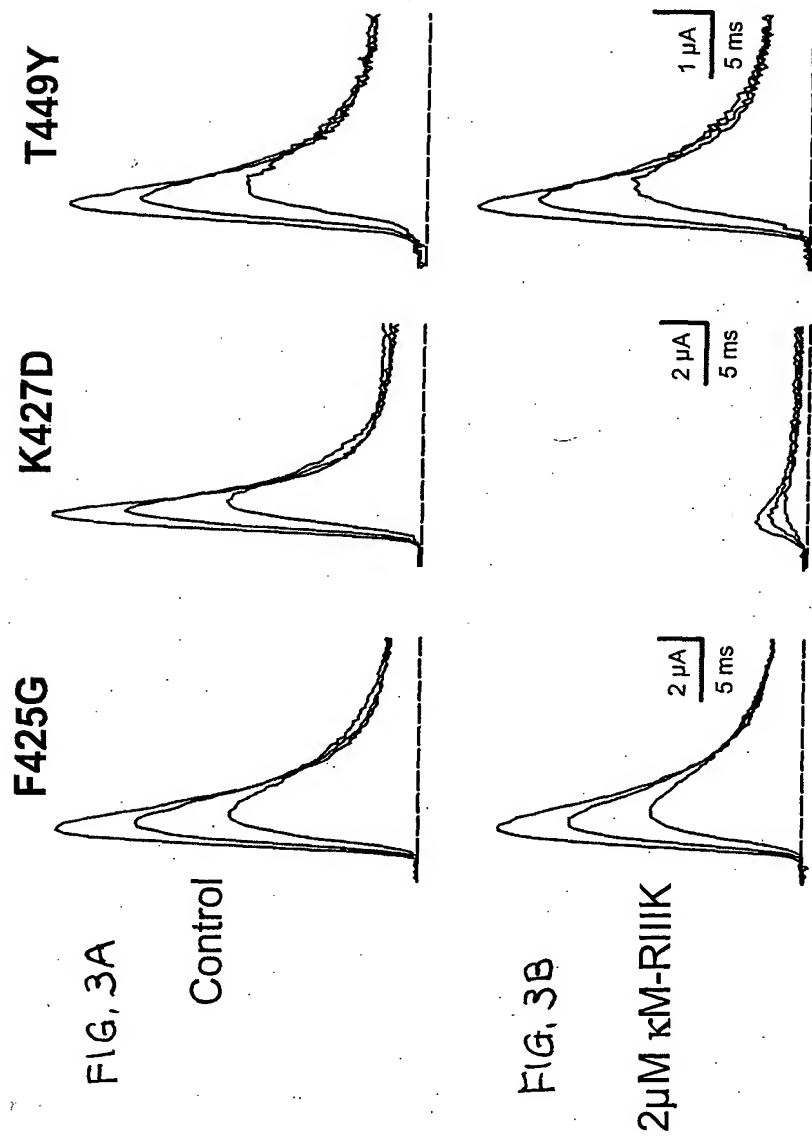 F425G
K427D
T449Y
FIG. 3A
Control
FIG. 3B
2µM κM-RIIIK
2 µA
5 ms
2 µA
5 ms
1 µA
5 ms